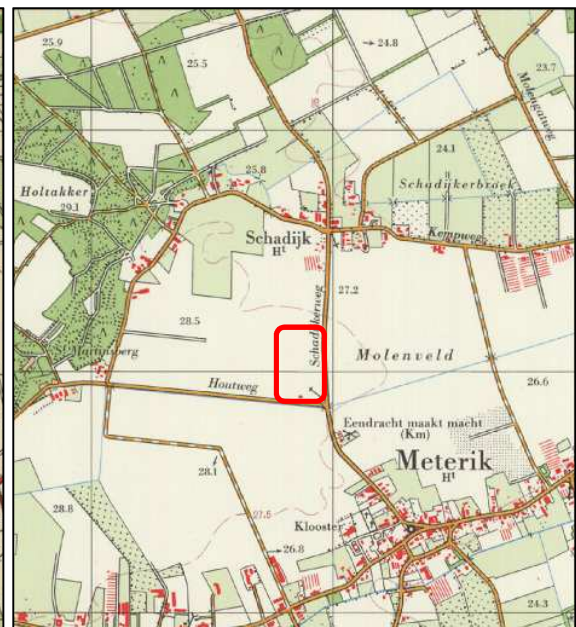 25.9
24.8
25.5
23.7
Molengatweg
24.1
25.8
Holtakker
29.1
Schadijkerbroek
Schadijk
Hᵗ
Kempweg
27.2
Schadijkerweg
28.5
Molenveld
Martinsberg
Houtweg
26.6
Eendracht maakt macht
(Km)
Meterik
Hᵗ
28.1
28.8
27.5
Klooster
26.8
24.3